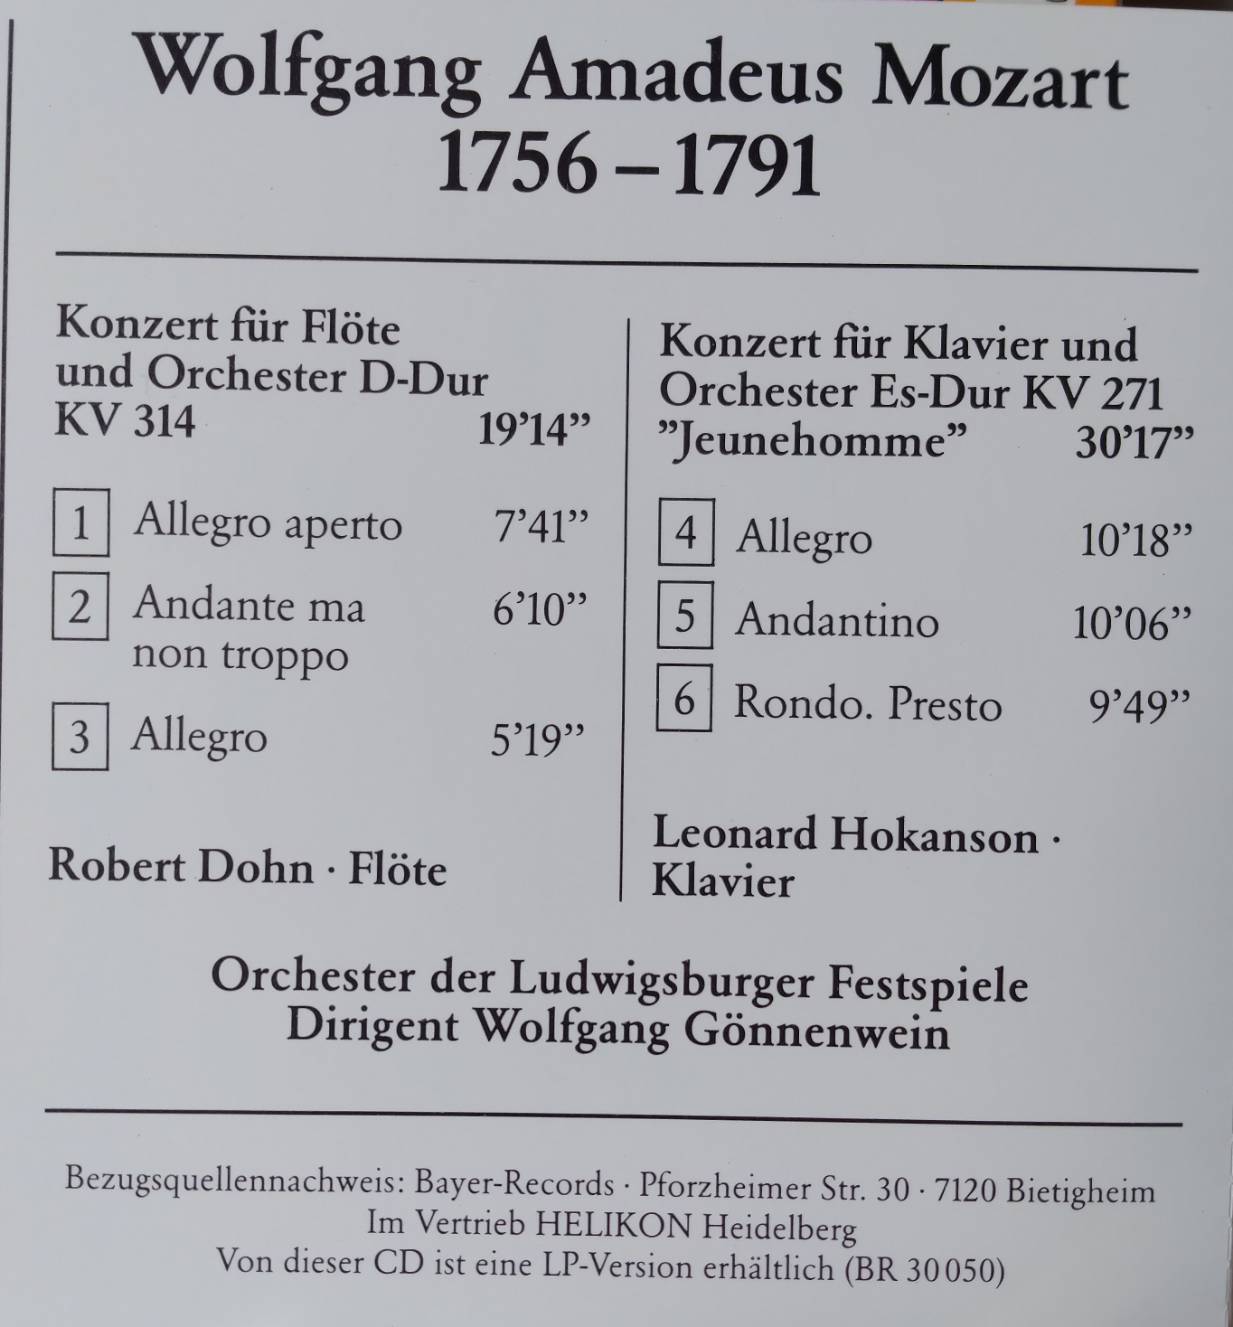 Wolfgang Amadeus Mozart
1756 – 1791
Konzert für Flöte
und Orchester D-Dur
KV 314 19’14”
1 Allegro aperto 7’41”
2 Andante ma 6’10”
non troppo
3 Allegro 5’19”
Robert Dohn · Flöte
Konzert für Klavier und
Orchester Es-Dur KV 271
”Jeunehomme” 30’17”
4 Allegro 10’18”
5 Andantino 10’06”
6 Rondo. Presto 9’49”
Leonard Hokanson ·
Klavier
Orchester der Ludwigsburger Festspiele
Dirigent Wolfgang Gönnenwein
Bezugsquellennachweis: Bayer-Records · Pforzheimer Str. 30 · 7120 Bietigheim
Im Vertrieb HELIKON Heidelberg
Von dieser CD ist eine LP-Version erhältlich (BR 30 050)